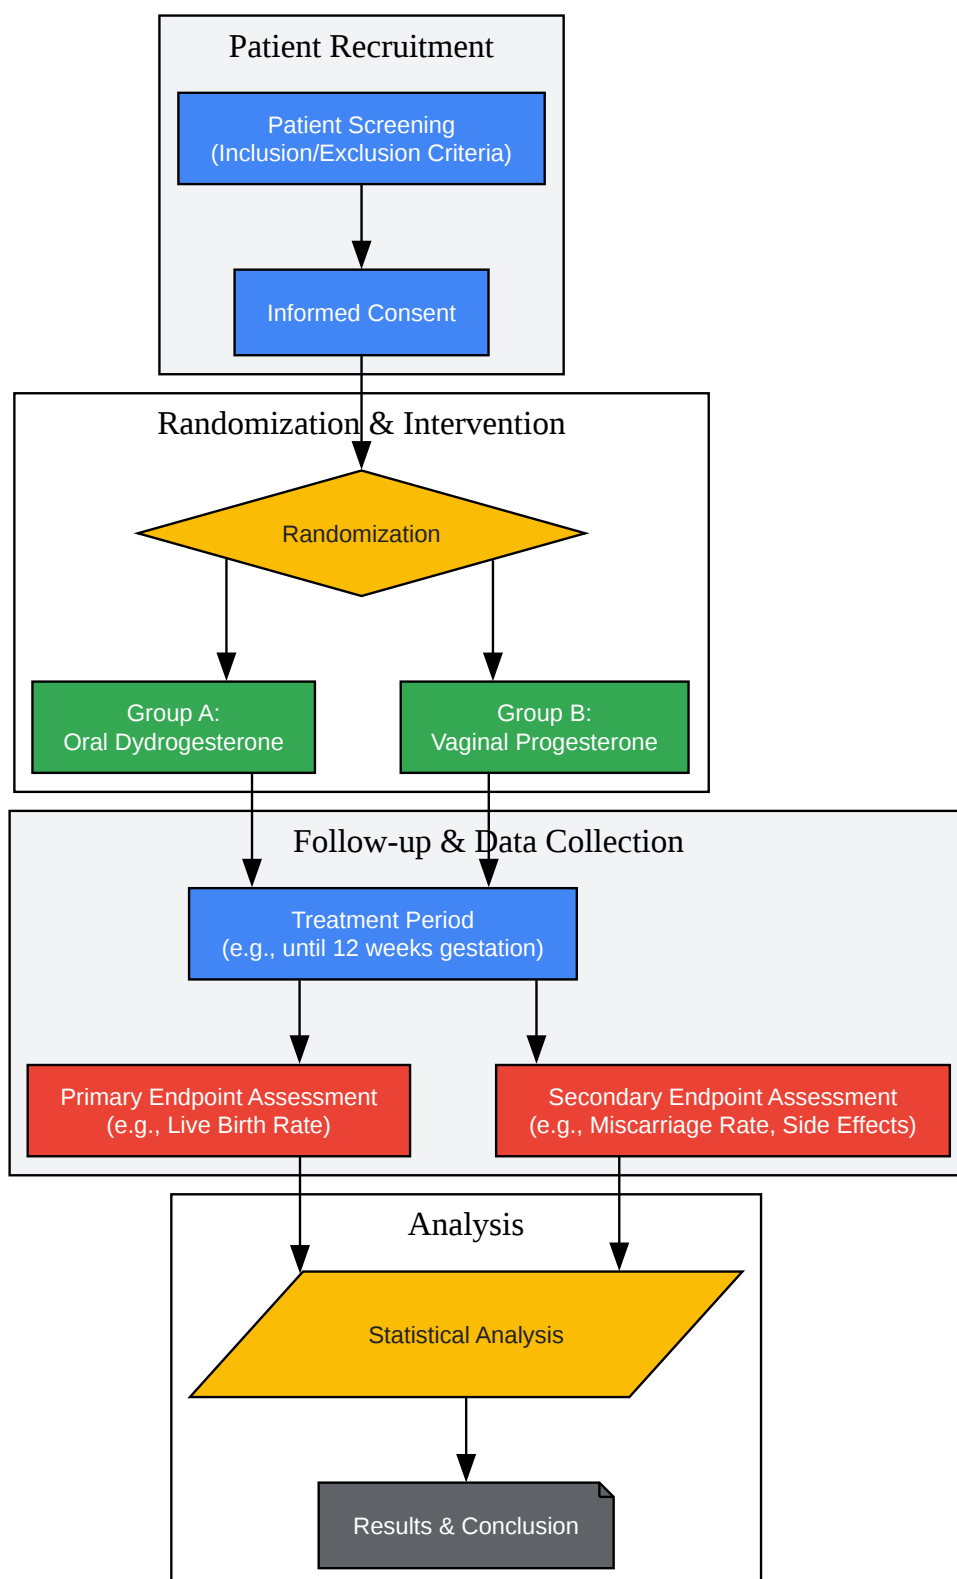 Patient Recruitment
Patient Screening
(Inclusion/Exclusion Criteria)
Informed Consent
Randomization & Intervention
Randomization
Group A:
Oral Dydrogesterone
Group B:
Vaginal Progesterone
Follow-up & Data Collection
Treatment Period
(e.g., until 12 weeks gestation)
Primary Endpoint Assessment
(e.g., Live Birth Rate)
Secondary Endpoint Assessment
(e.g., Miscarriage Rate, Side Effects)
Analysis
Statistical Analysis
Results & Conclusion